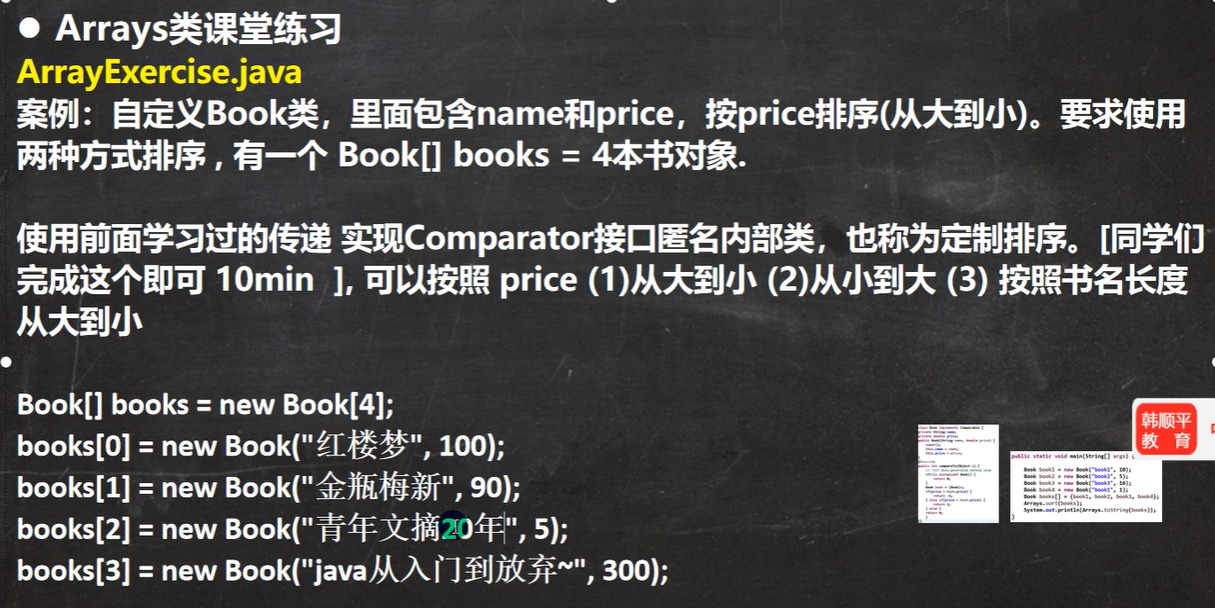 ● Arrays类课堂练习
ArrayExercise.java
案例：自定义Book类，里面包含name和price，按price排序(从大到小)。要求使用
两种方式排序 , 有一个 Book[] books = 4本书对象.
使用前面学习过的传递 实现Comparator接口匿名内部类，也称为定制排序。[同学们
完成这个即可 10min  ], 可以按照 price (1)从大到小 (2)从小到大 (3) 按照书名长度
从大到小
Book[] books = new Book[4];
books[0] = new Book("红楼梦", 100);
books[1] = new Book("金瓶梅新", 90);
books[2] = new Book("青年文摘20年", 5);
books[3] = new Book("java从入门到放弃~", 300);
韩顺平
教 育
public static void main(String[] args) {
Book book1 = new Book("book1", 10);
Book book2 = new Book("book2", 5);
Book book3 = new Book("book3", 16);
Book book4 = new Book("book4", 1);
Book books[] = {book1, book2, book3, book4};
Arrays.sort(books);
System.out.println(Arrays.toString(books));
}